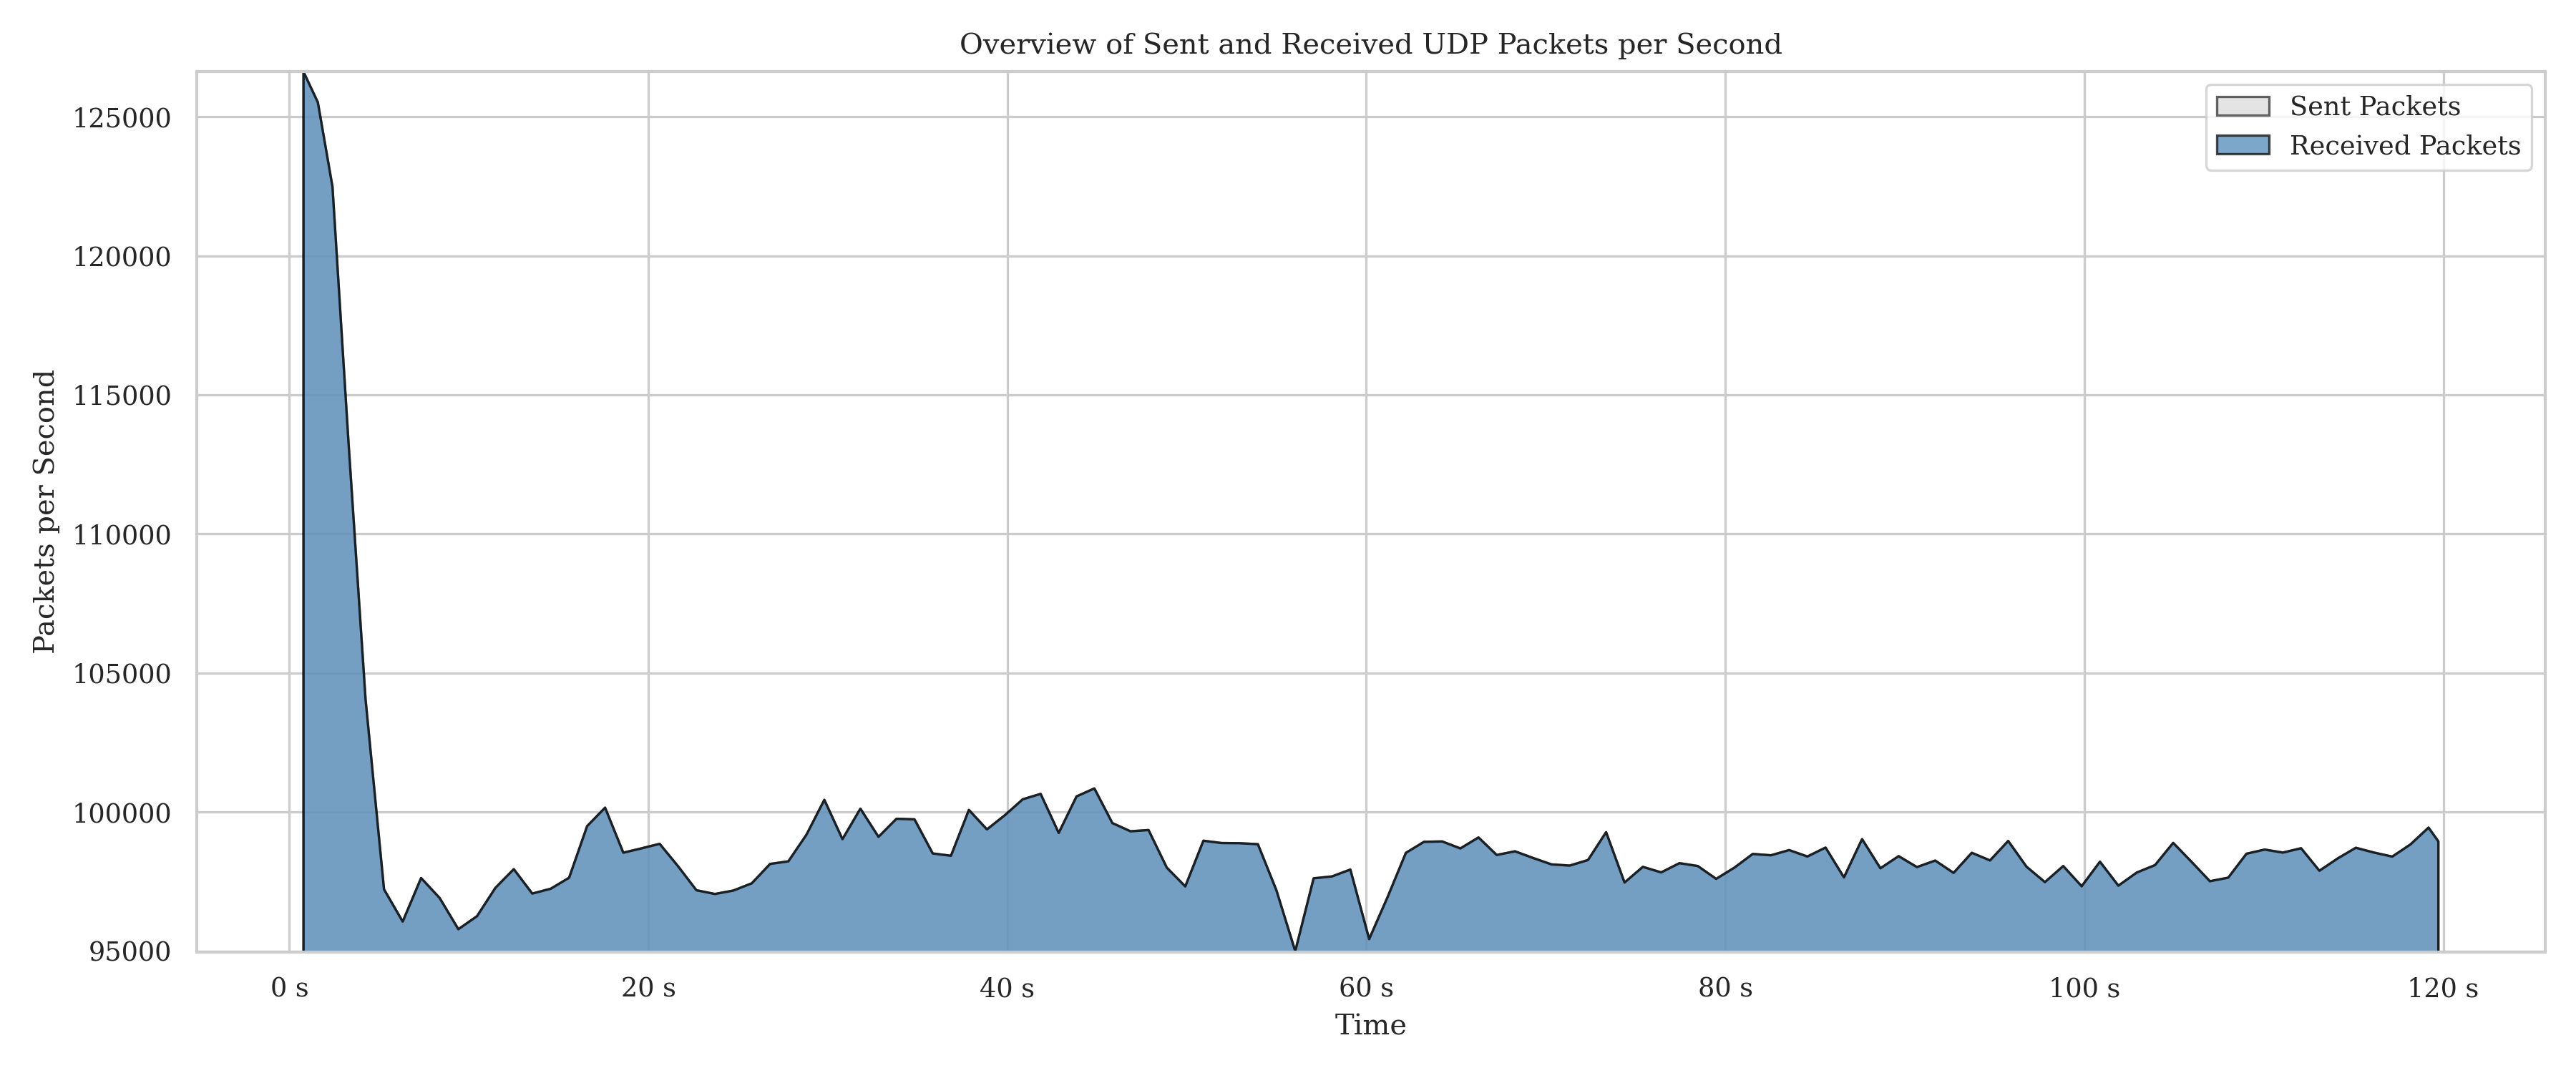 Overview of Sent and Received UDP Packets per Second
Sent Packets
Received Packets
Packets per Second
125000
120000
115000
110000
105000
100000
95000
0 s
20 s
40 s
60 s
80 s
100 s
120 s
Time